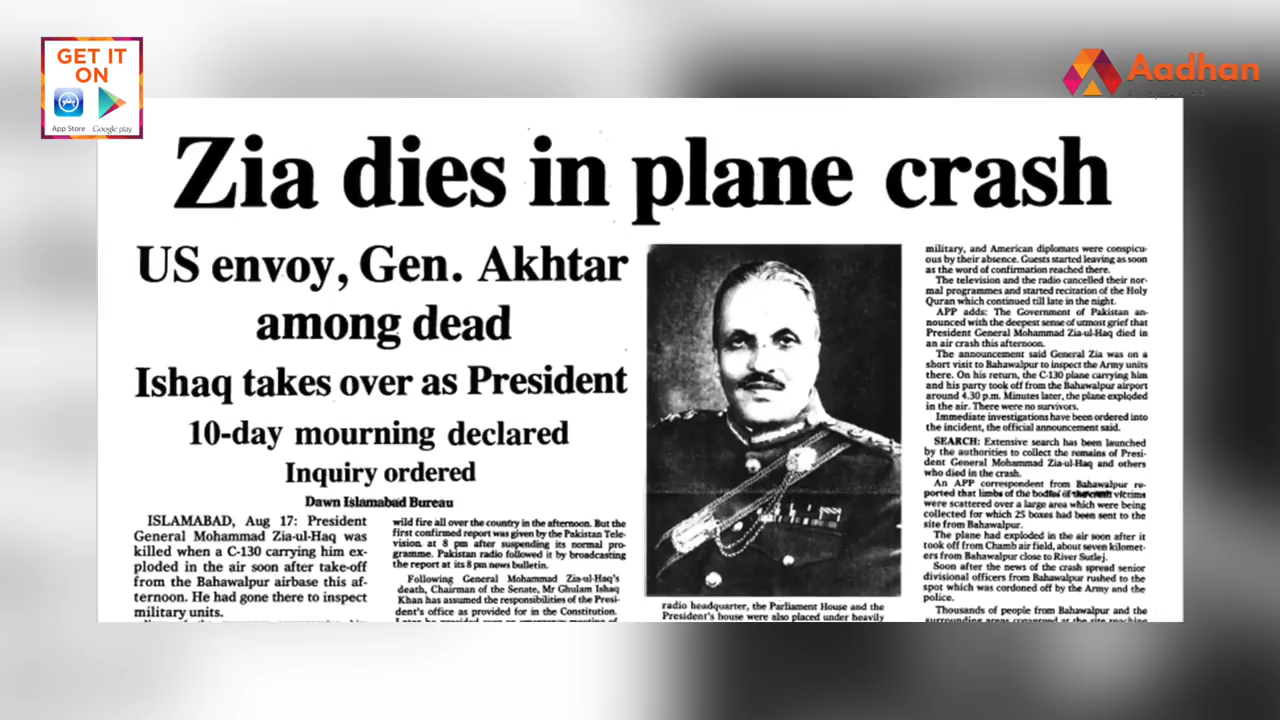 GET IT
ON
App Store
Google play
Aadhan
Zia dies in plane crash
US envoy, Gen. Akhtar
among dead
Ishaq takes over as President
10-day mourning declared
Inquiry ordered
Dawn Islamabad Bureau
ISLAMABAD, Aug 17: President
General Mohammad Zia-ul-Haq was
killed when a C-130 carrying him ex-
ploded in the air soon after take-off
from the Bahawalpur airbase this af-
ternoon. He had gone there to inspect
military units.
wild fire all over the country in the afternoon. But the
first confirmed report was given by the Pakistan Tele-
vision at 8 pm after suspending its normal pro-
gramme. Pakistan radio followed it by broadcasting
the report at its 8 pm news bulletin.
Following General Mohammad Zia-ul-Haq's
death, Chairman of the Senate, Mr Ghulam Ishaq
Khan has assumed the responsibilities of the Presi-
dent's office as provided for in the Constitution.
radio headquarter, the Parliament House and the
President's house were also placed under heavily
military, and American diplomats were conspicu-
ous by their absence. Guests started leaving as soon
as the word of confirmation reached there.
The television and the radio cancelled their nor-
mal programmes and started recitation of the Holy
Quran which continued till late in the night.
APP adds: The Government of Pakistan an-
nounced with the deepest sense of utmost grief that
President General Mohammad Zia-ul-Haq died in
an air crash this afternoon.
The announcement said General Zia was on a
short visit to Bahawalpur to inspect the Army units
there. On his return, the C-130 plane carrying him
and his party took off from the Bahawalpur airport
around 4.30 p.m. Minutes later, the plane exploded
in the air. There were no survivors.
Immediate investigations have been ordered into
the incident, the official announcement said.
SEARCH: Extensive search has been launched
by the authorities to collect the remains of Presi-
dent General Mohammad Zia-ul-Haq and others
who died in the crash.
An APP correspondent from Bahawalpur re-
ported that limbs of the bodies of victims
were scattered over a large area which were being
collected for which 25 boxes had been sent to the
site from Bahawalpur.
The plane had exploded in the air soon after it
took off from Chamb air field, about seven kilomet-
ers from Bahawalpur close to River Sutlej.
Soon after the news of the crash spread senior
divisional officers from Bahawalpur rushed to the
spot which was cordoned off by the Army and the
police.
Thousands of people from Bahawalpur and the